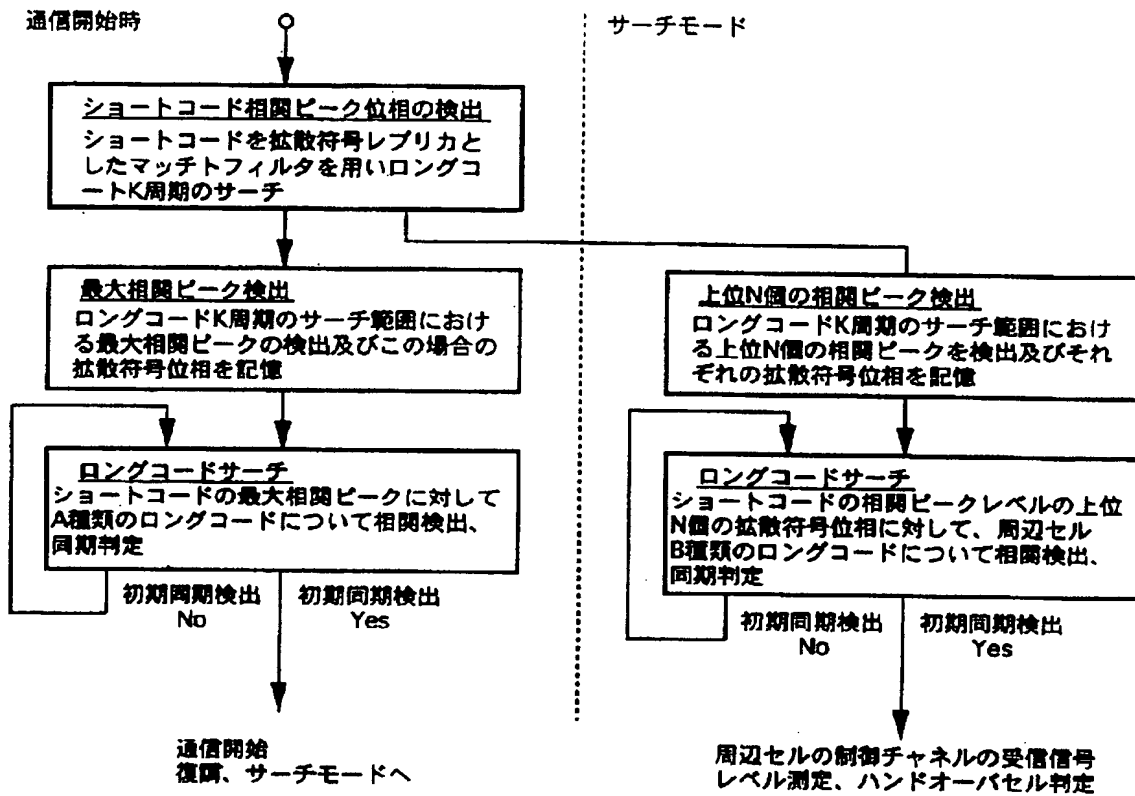 通信開始時
サーチモード
ショートコード相関ピーク位相の検出
ショートコードを拡散符号レプリカと
したマッチトフィルタを用いロングコ
ートK周期のサーチ
最大相関ピーク検出
ロングコードK周期のサーチ範囲におけ
る最大相関ピークの検出及びこの場合の
拡散符号位相を記憶
上位N個の相関ピーク検出
ロングコードK周期のサーチ範囲におけ
る上位N個の相関ピークを検出及びそれ
ぞれの拡散符号位相を記憶
ロングコードサーチ
ショートコードの最大相関ピークに対して
A種類のロングコードについて相関検出、
同期判定
ロングコードサーチ
ショートコードの相関ピークレベルの上位
N個の拡散符号位相に対して、周辺セル
B種類のロングコードについて相関検出、
同期判定
初期同期検出
No
初期同期検出
Yes
初期同期検出
No
初期同期検出
Yes
通信開始
復調、サーチモードへ
周辺セルの制御チャネルの受信信号
レベル測定、ハンドオーバセル判定